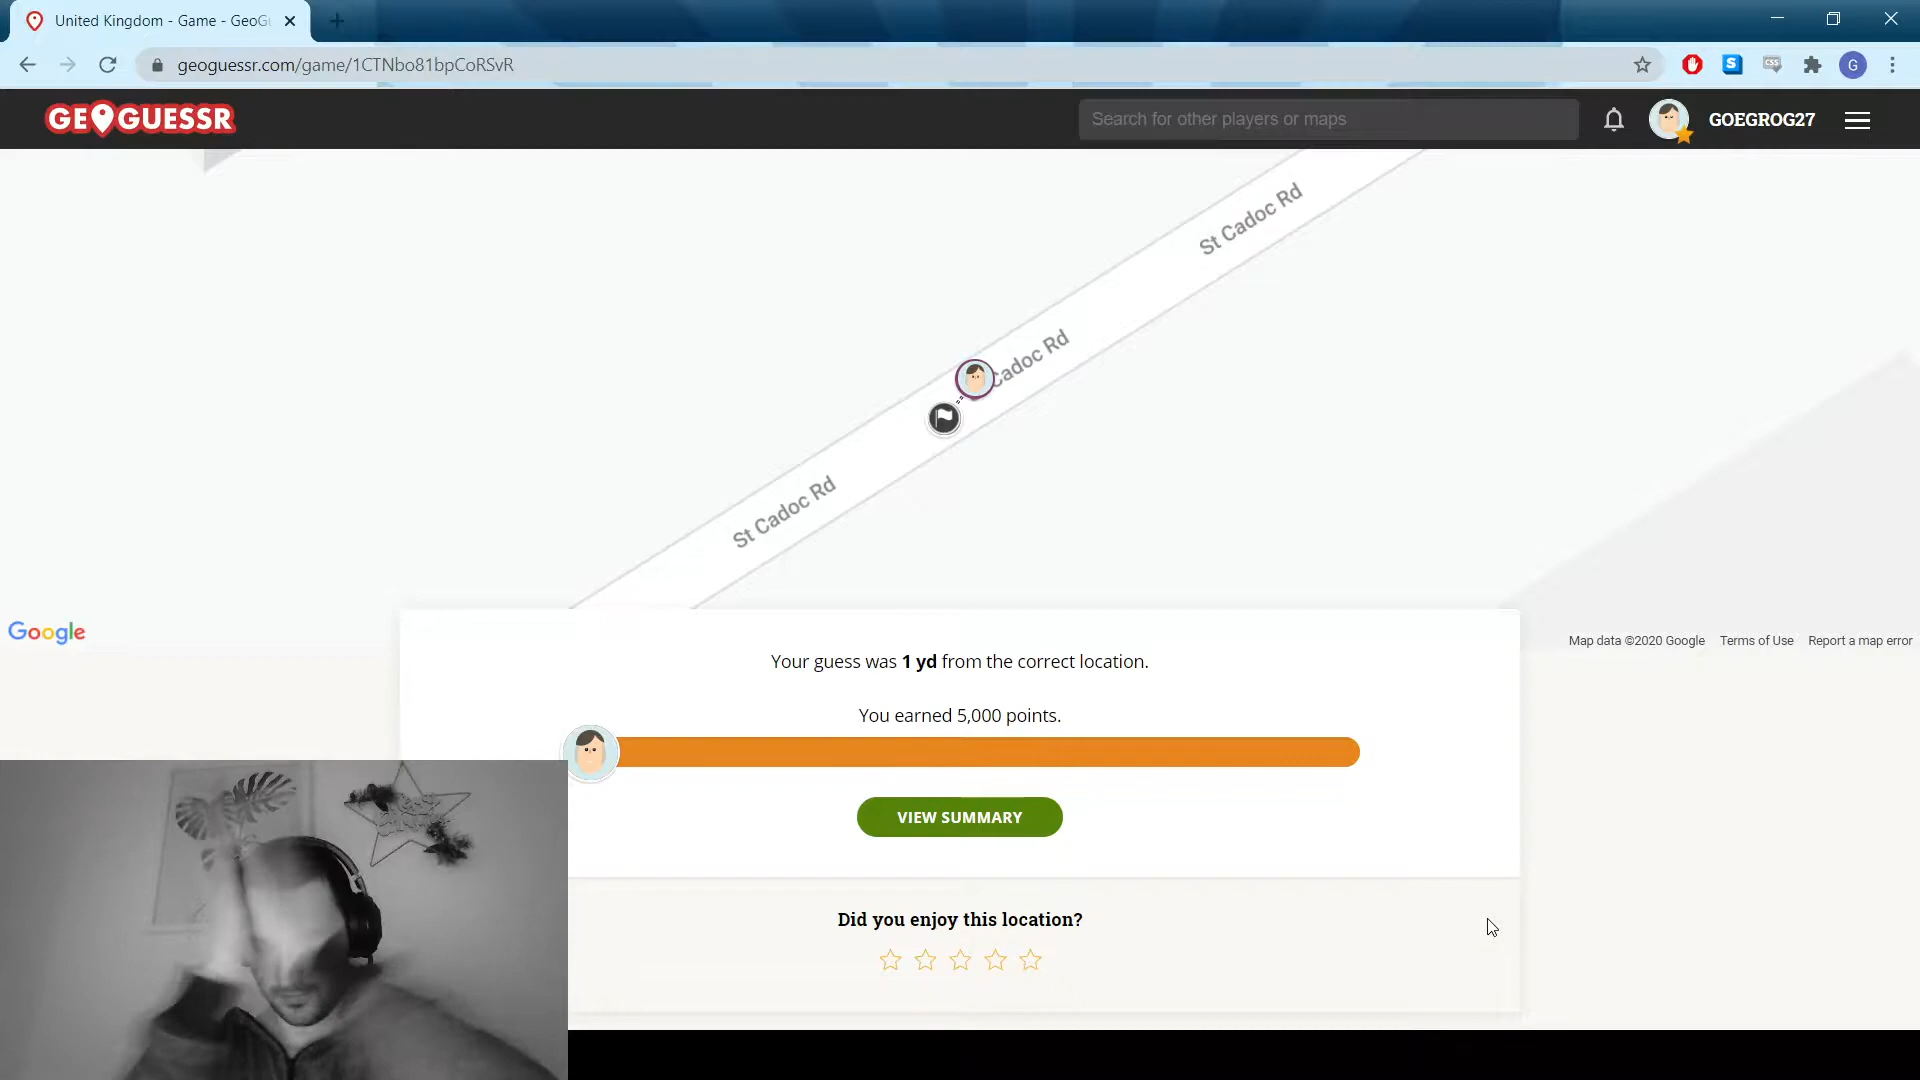 United Kingdom - Game - GeoG
geoguessr.com/game/1CTNbo81bpCoRSvR
GEOGUESSR
Search for other players or maps
GOEGROG27
St Cadoc Rd
Cadoc Rd
St Cadoc Rd
Google
Map data ©2020 Google Terms of Use Report a map error
Your guess was 1 yd from the correct location.
You earned 5,000 points.
VIEW SUMMARY
Did you enjoy this location?